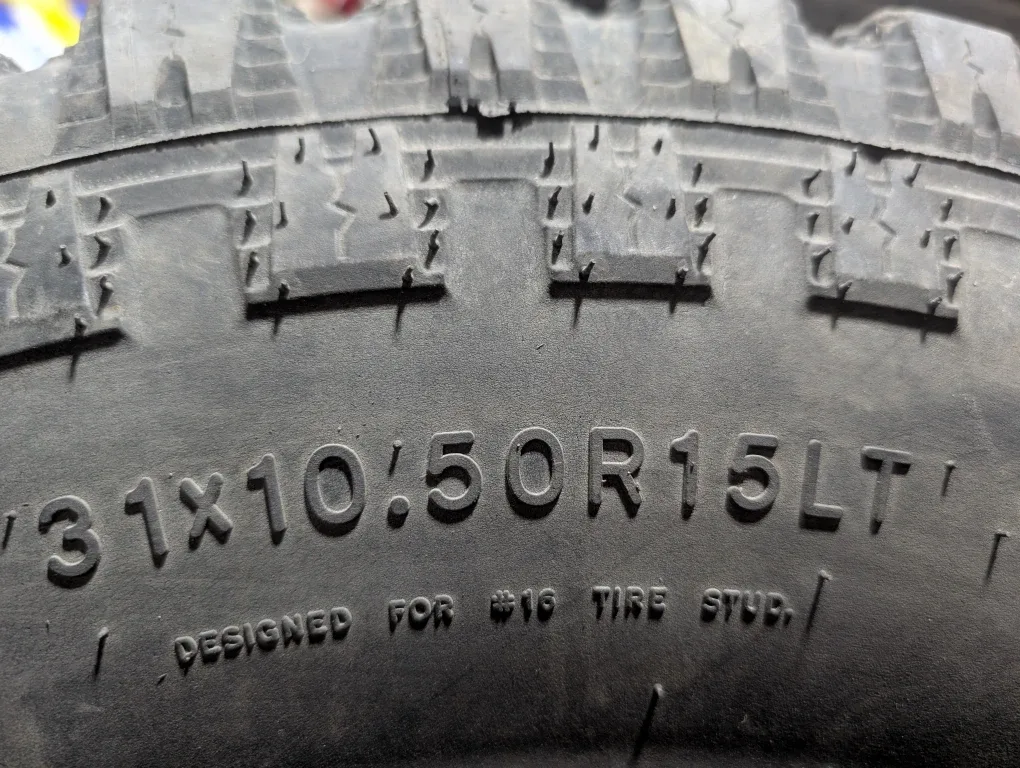 31x10.50R15LT
DESIGNED FOR #16 TIRE STUD.